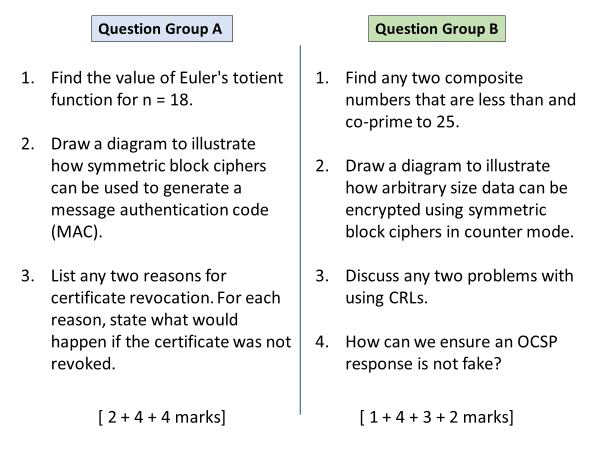 Question Group A
1. Find the value of Euler's totient
function for n = 18.
2. Draw a diagram to illustrate
how symmetric block ciphers
can be used to generate a
message authentication code
(MAC).
3. List any two reasons for
certificate revocation. For each
reason, state what would
happen if the certificate was not
revoked.
[ 2 + 4 + 4 marks]
Question Group B
1. Find any two composite
numbers that are less than and
co-prime to 25.
2. Draw a diagram to illustrate
how arbitrary size data can be
encrypted using symmetric
block ciphers in counter mode.
3. Discuss any two problems with
using CRLs.
4. How can we ensure an OCSP
response is not fake?
[ 1 + 4 + 3 + 2 marks]